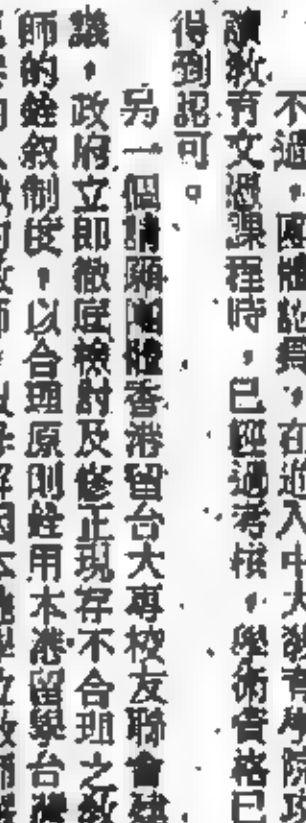 不過，團體認為，在進入中大教育學院攻
讀教育文憑課程時，已經過考核，學術資格已
得到認可。
另一個請願團體香港留台大專校友聯會建
議，政府立即徹底檢討及修正現存不合理之教
師的銓敘制度，以合理原則銓用本港留學台灣